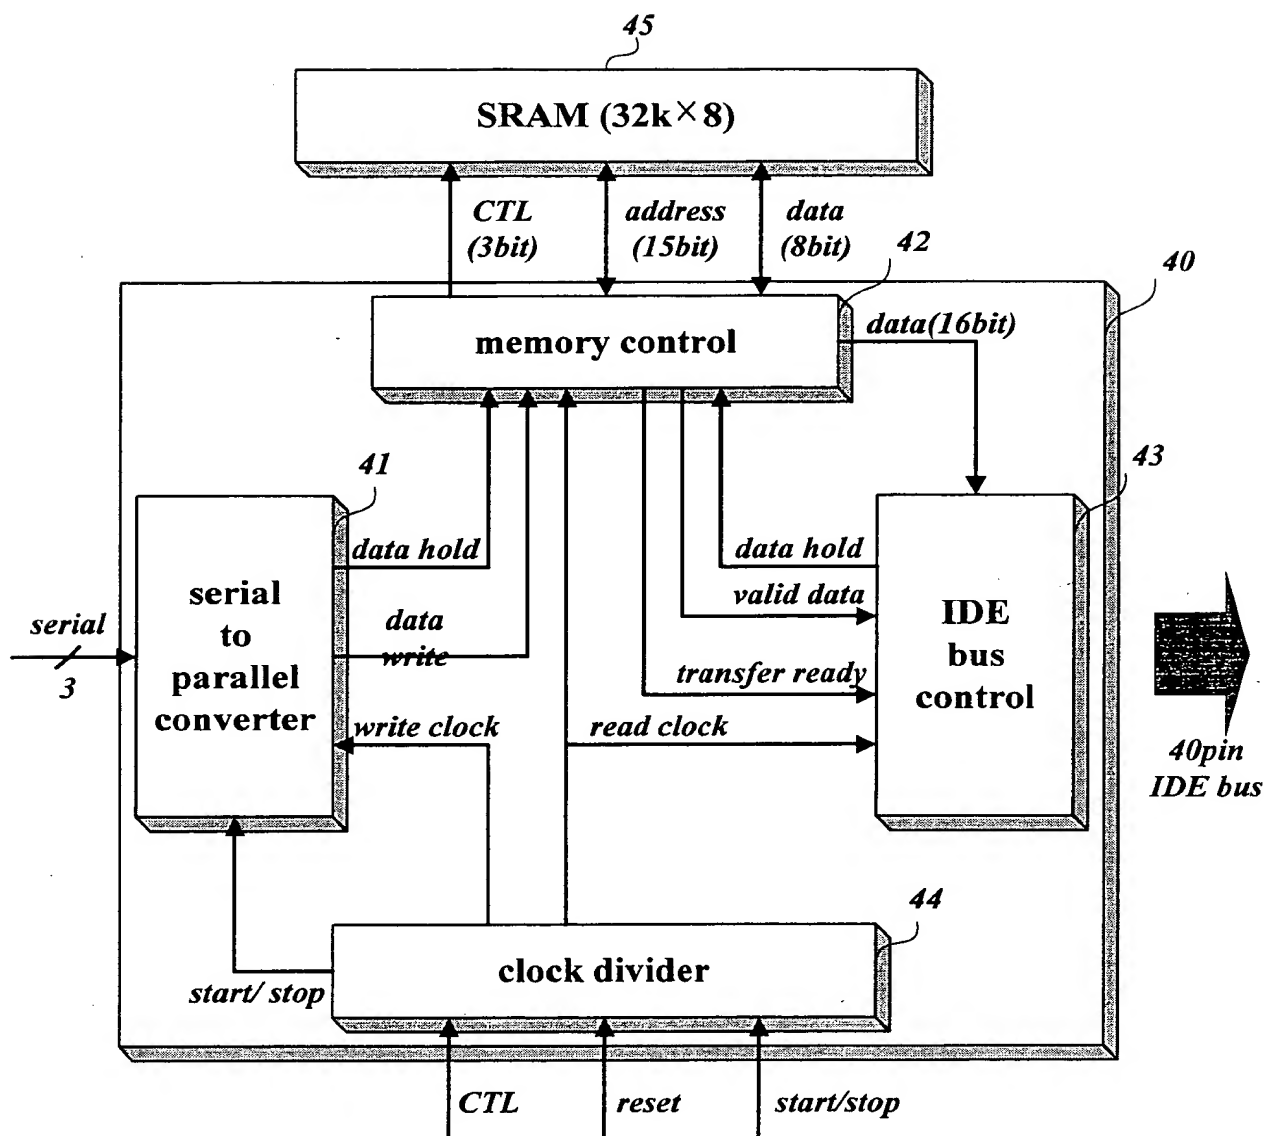 45
SRAM (32k×8)
CTL
(3bit)
address
(15bit)
data
(8bit)
42
40
memory control
data(16bit)
41
43
data hold
data hold
serial
to
parallel
converter
valid data
IDE
bus
control
serial
3
data
write
transfer ready
write clock
read clock
40pin
IDE bus
44
clock divider
start/ stop
CTL
reset
start/stop